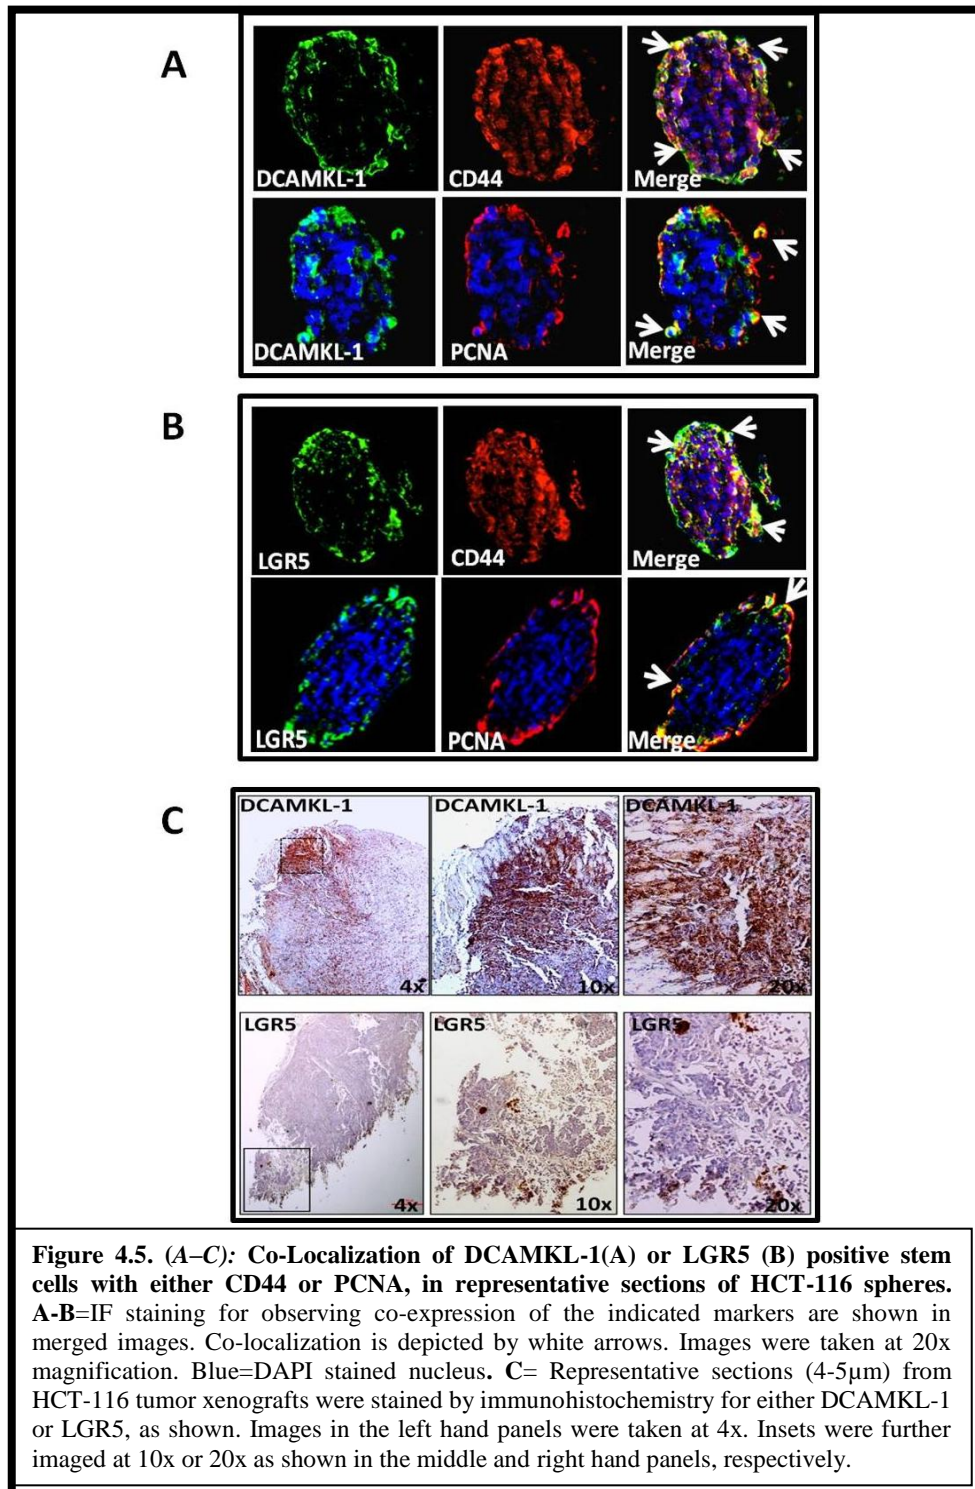 A
DCAMKL-1 CD44 Merge
DCAMKL-1 PCNA Merge
B
LGR5 CD44 Merge
LGR5 PCNA Merge
C
DCAMKL-1 DCAMKL-1 DCAMKL-1
4x 10x 20x
LGR5 LGR5 LGR5
4x 10x 20x
Figure 4.5. (A–C): Co-Localization of DCAMKL-1(A) or LGR5 (B) positive stem
cells with either CD44 or PCNA, in representative sections of HCT-116 spheres.
A-B=IF staining for observing co-expression of the indicated markers are shown in
merged images. Co-localization is depicted by white arrows. Images were taken at 20x
magnification. Blue=DAPI stained nucleus. C= Representative sections (4-5µm) from
HCT-116 tumor xenografts were stained by immunohistochemistry for either DCAMKL-1
or LGR5, as shown. Images in the left hand panels were taken at 4x. Insets were further
imaged at 10x or 20x as shown in the middle and right hand panels, respectively.